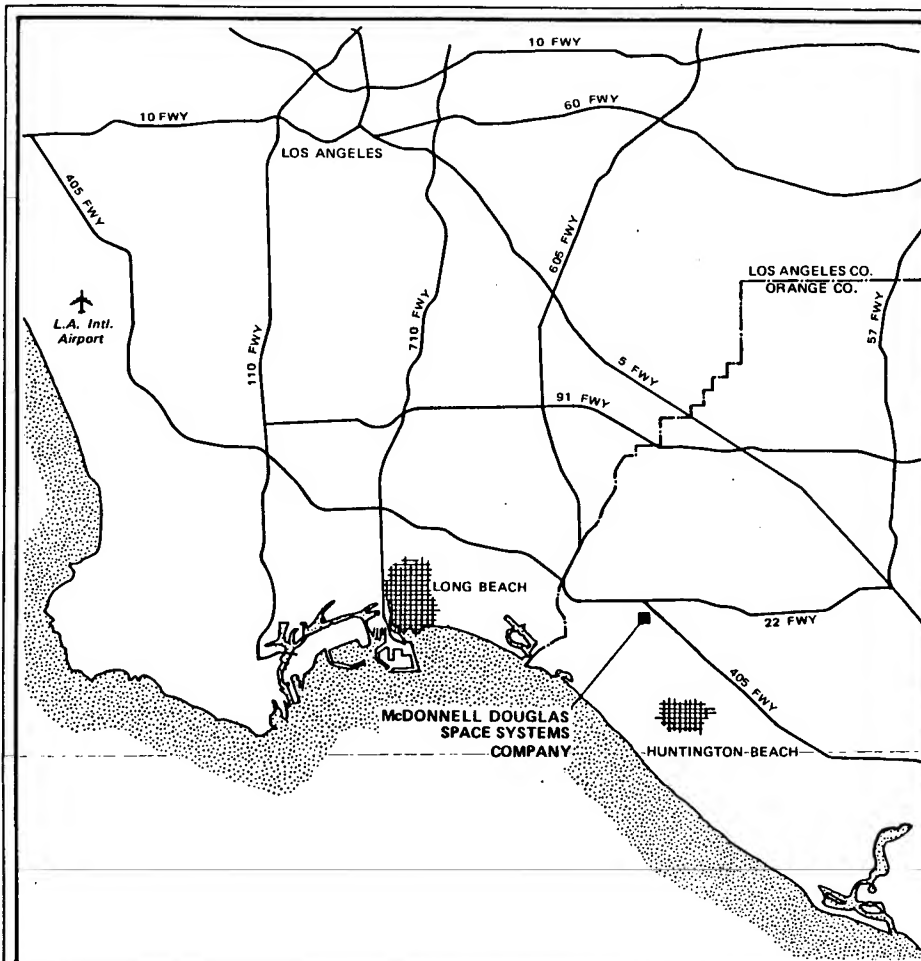 10 FWY
10 FWY
60 FWY
LOS ANGELES
405 FWY
605 FWY
LOS ANGELES CO.
ORANGE CO.
L.A. Intl.
Airport
110 FWY
710 FWY
57 FWY
5 FWY
91 FWY
LONG BEACH
22 FWY
405 FWY
McDONNELL DOUGLAS
SPACE SYSTEMS
COMPANY
HUNTINGTON BEACH